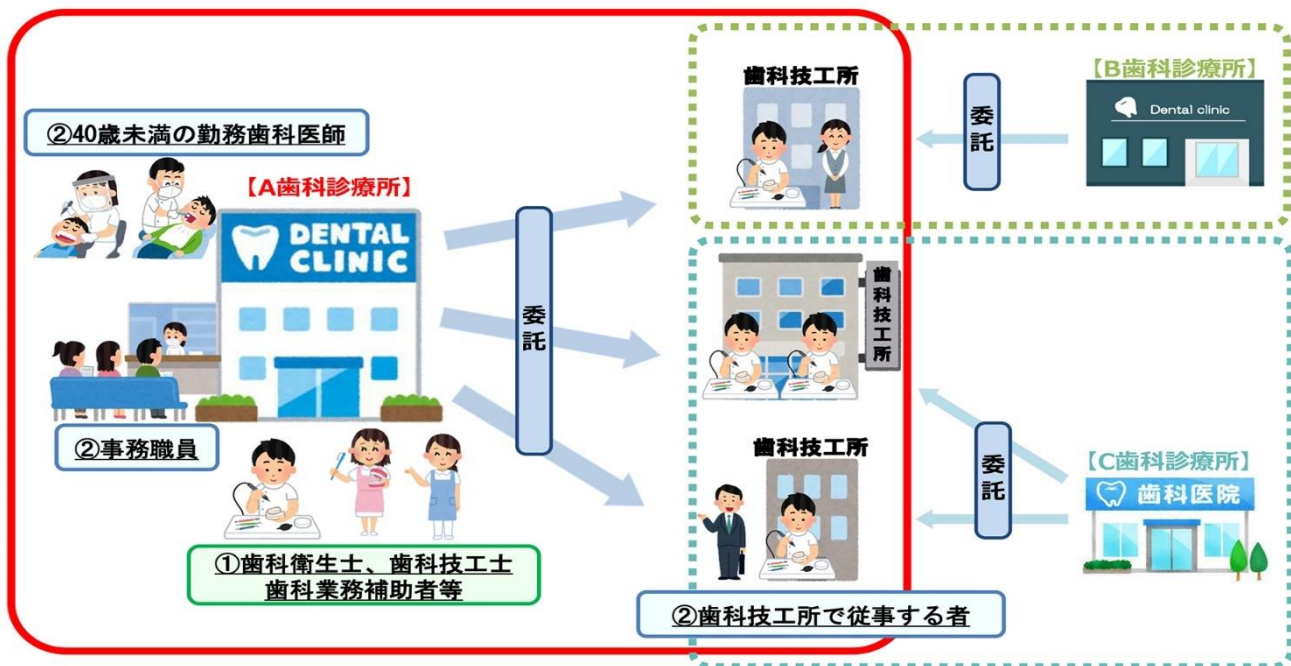 ②40歳未満の勤務歯科医師
【A歯科診療所】
DENTAL
CLINIC
②事務職員
①歯科衛生士、歯科技工士
歯科業務補助者等
委託
歯科技工所
委託
【B歯科診療所】
Dental clinic
歯科技工所
歯科技工所
委託
【C歯科診療所】
歯科医院
②歯科技工所で従事する者